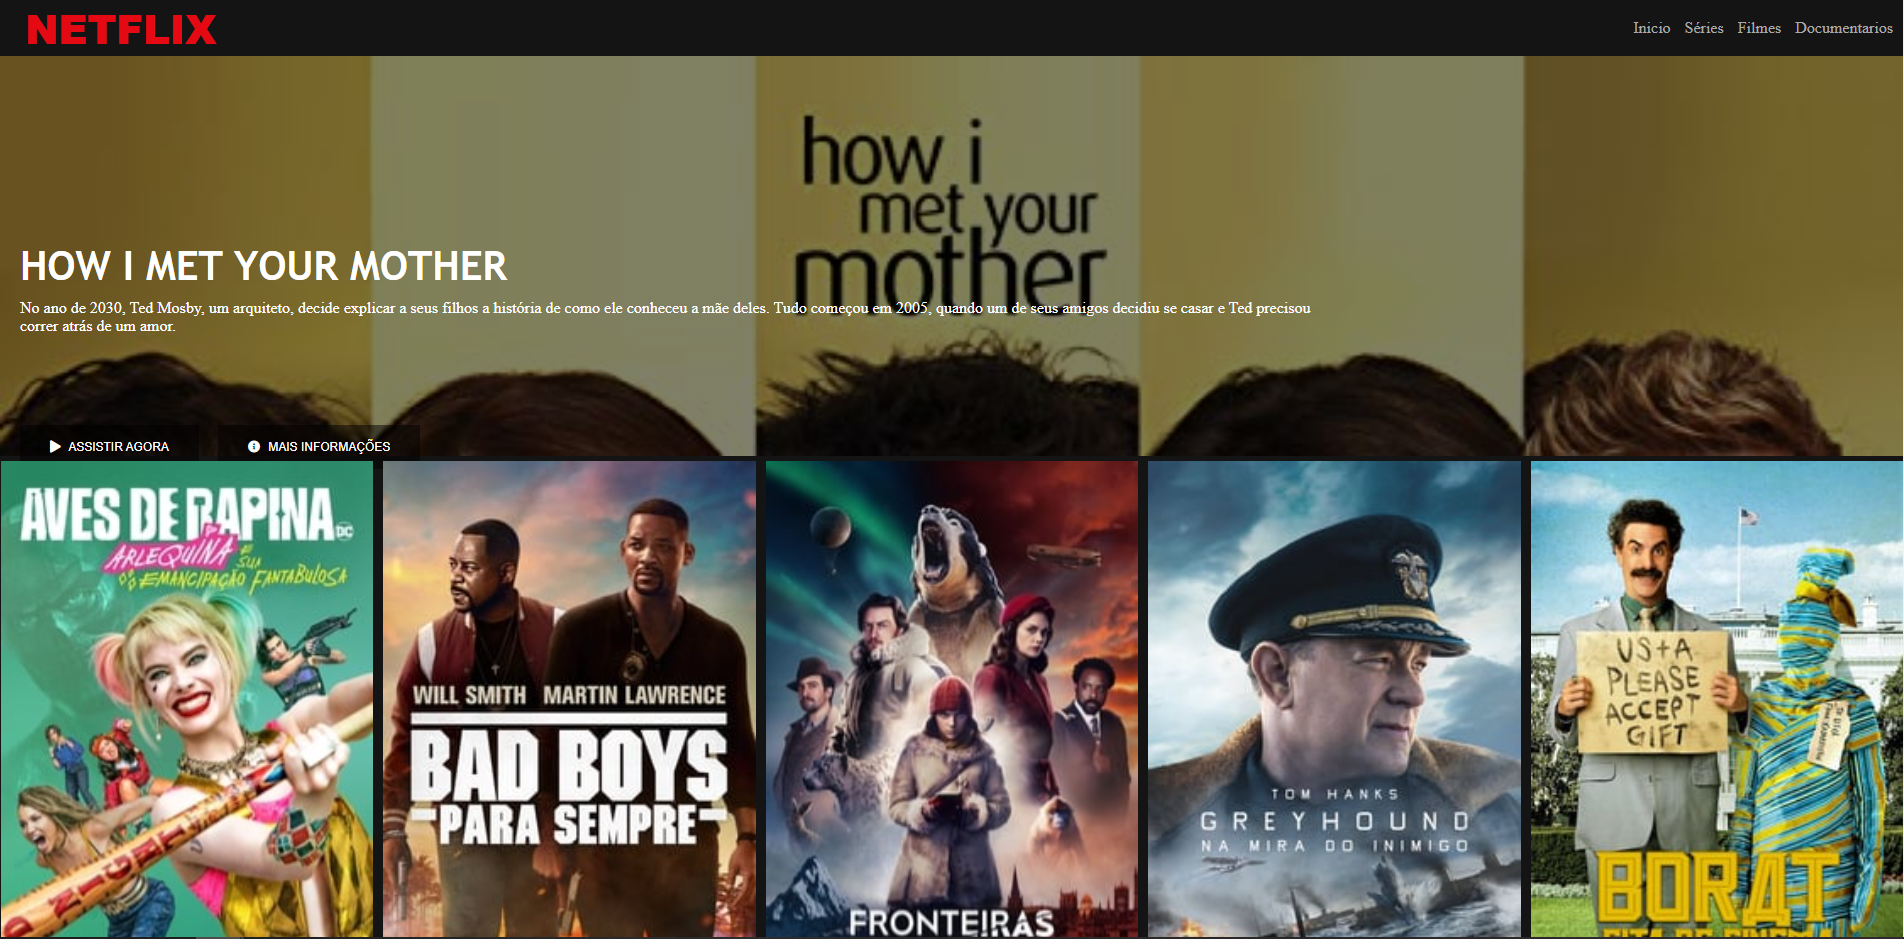 NETFLIX
Inicio Séries Filmes Documentarios
how i
met your
mother
HOW I MET YOUR MOTHER
No ano de 2030, Ted Mosby, um arquiteto, decide explicar a seus filhos a história de como ele conheceu a mãe deles. Tudo começou em 2005, quando um de seus amigos decidiu se casar e Ted precisou
correr atrás de um amor.
ASSISTIR AGORA
MAIS INFORMAÇÕES
AVES DE RAPINA
DC
ARLEQUINA E SUA
EMANCIPAÇÃO FANTABULOSA
WILL SMITH MARTIN LAWRENCE
BAD BOYS
PARA SEMPRE
FRONTEIRAS
TOM HANKS
GREYHOUND
NA MIRA DO INIMIGO
US+A
PLEASE
ACCEPT
GIFT
BORAT
FITA DE CINEMA